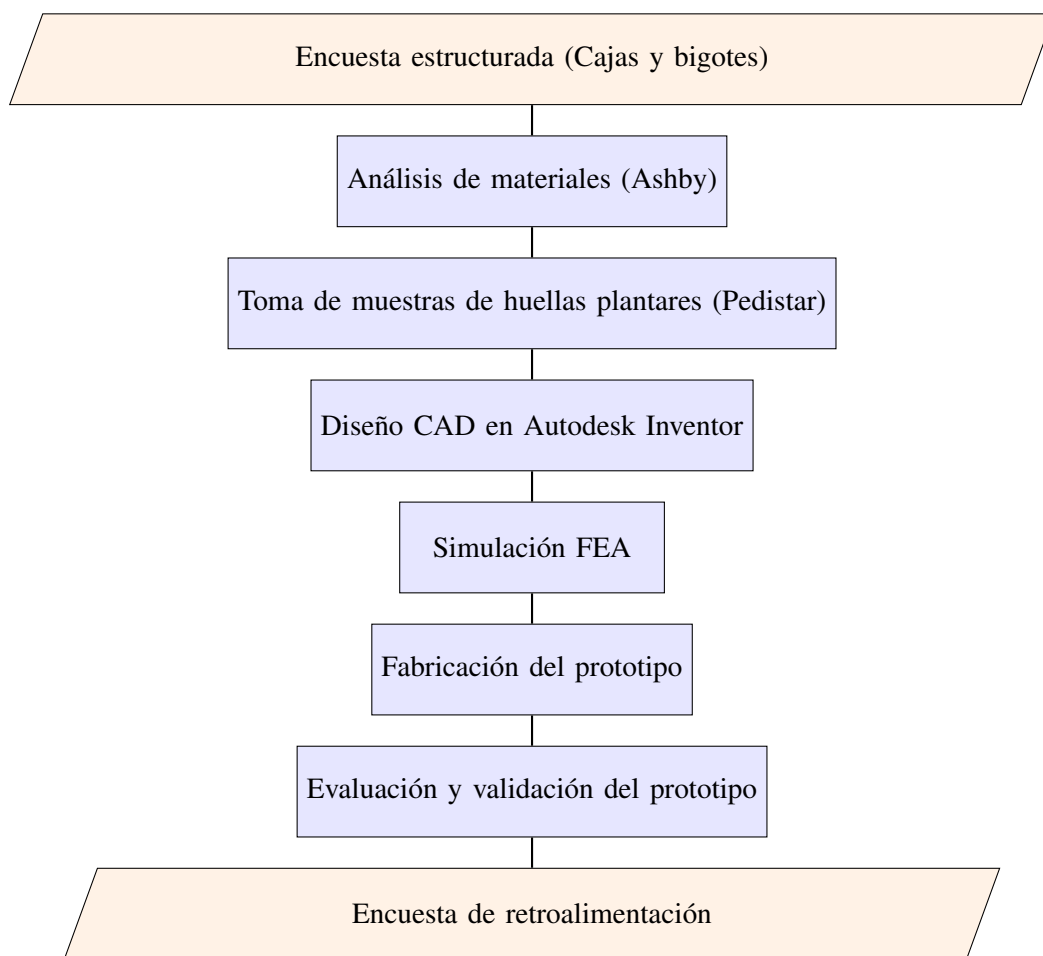 Encuesta estructurada (Cajas y bigotes)
Análisis de materiales (Ashby)
Toma de muestras de huellas plantares (Pedistar)
Diseño CAD en Autodesk Inventor
Simulación FEA
Fabricación del prototipo
Evaluación y validación del prototipo
Encuesta de retroalimentación